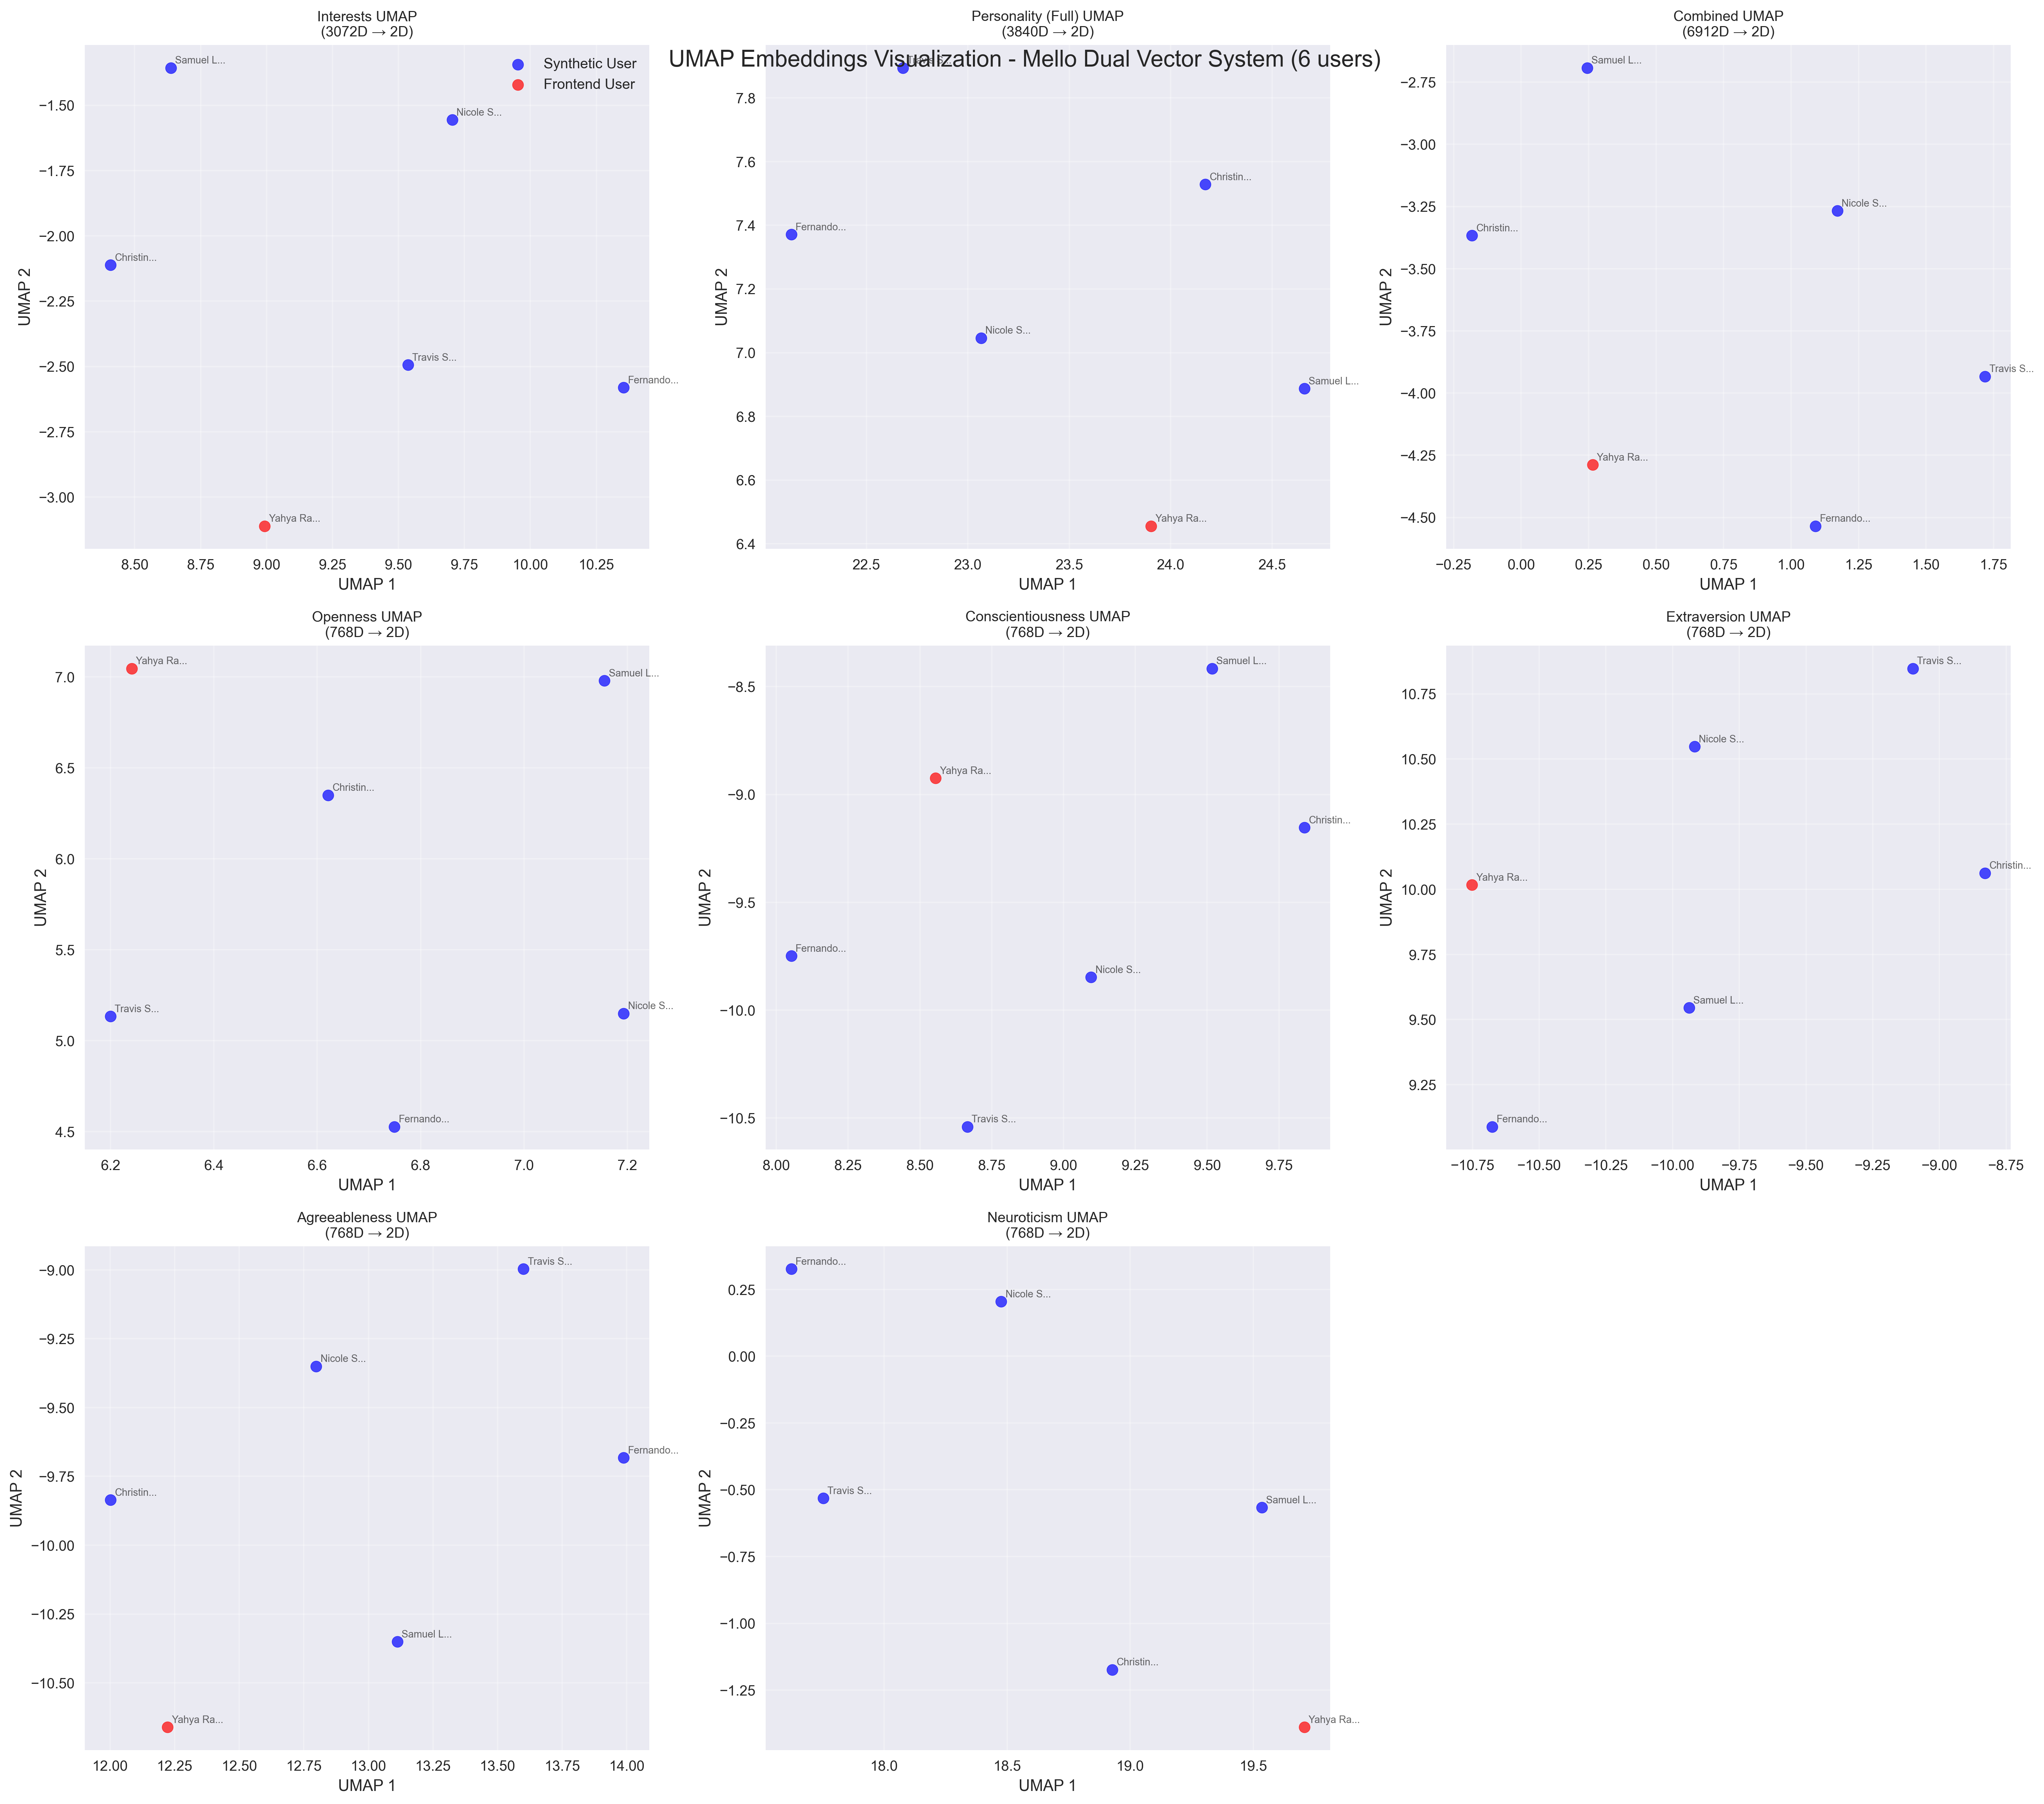 Interests UMAP
(3072D → 2D)
Personality (Full) UMAP
(3840D → 2D)
Combined UMAP
(6912D → 2D)
UMAP Embeddings Visualization - Mello Dual Vector System (6 users)
Synthetic User
Frontend User
Samuel L...
Nicole S...
Christin...
Travis S...
Fernando...
Yahya Ra...
−1.50
−1.75
−2.00
−2.25
−2.50
−2.75
−3.00
UMAP 2
8.50 8.75 9.00 9.25 9.50 9.75 10.00 10.25
UMAP 1
Christin...
Fernando...
Nicole S...
Samuel L...
Yahya Ra...
7.8
7.6
7.4
7.2
7.0
6.8
6.6
6.4
UMAP 2
22.5 23.0 23.5 24.0 24.5
UMAP 1
Samuel L...
Nicole S...
Christin...
Travis S...
Yahya Ra...
Fernando...
−2.75
−3.00
−3.25
−3.50
−3.75
−4.00
−4.25
−4.50
UMAP 2
−0.25 0.00 0.25 0.50 0.75 1.00 1.25 1.50 1.75
UMAP 1
Openness UMAP
(768D → 2D)
Yahya Ra...
Samuel L...
Christin...
Travis S...
Nicole S...
Fernando...
7.0
6.5
6.0
5.5
5.0
4.5
UMAP 2
6.2 6.4 6.6 6.8 7.0 7.2
UMAP 1
Conscientiousness UMAP
(768D → 2D)
Samuel L...
Yahya Ra...
Christin...
Fernando...
Nicole S...
Travis S...
−8.5
−9.0
−9.5
−10.0
−10.5
UMAP 2
8.00 8.25 8.50 8.75 9.00 9.25 9.50 9.75
UMAP 1
Extraversion UMAP
(768D → 2D)
Travis S...
Nicole S...
Christin...
Yahya Ra...
Samuel L...
Fernando...
10.75
10.50
10.25
10.00
9.75
9.50
9.25
UMAP 2
−10.75 −10.50 −10.25 −10.00 −9.75 −9.50 −9.25 −9.00 −8.75
UMAP 1
Agreeableness UMAP
(768D → 2D)
Travis S...
Nicole S...
Fernando...
Christin...
Samuel L...
Yahya Ra...
−9.00
−9.25
−9.50
−9.75
−10.00
−10.25
−10.50
UMAP 2
12.00 12.25 12.50 12.75 13.00 13.25 13.50 13.75 14.00
UMAP 1
Neuroticism UMAP
(768D → 2D)
Fernando...
Nicole S...
Travis S...
Samuel L...
Christin...
Yahya Ra...
0.25
0.00
−0.25
−0.50
−0.75
−1.00
−1.25
UMAP 2
18.0 18.5 19.0 19.5
UMAP 1